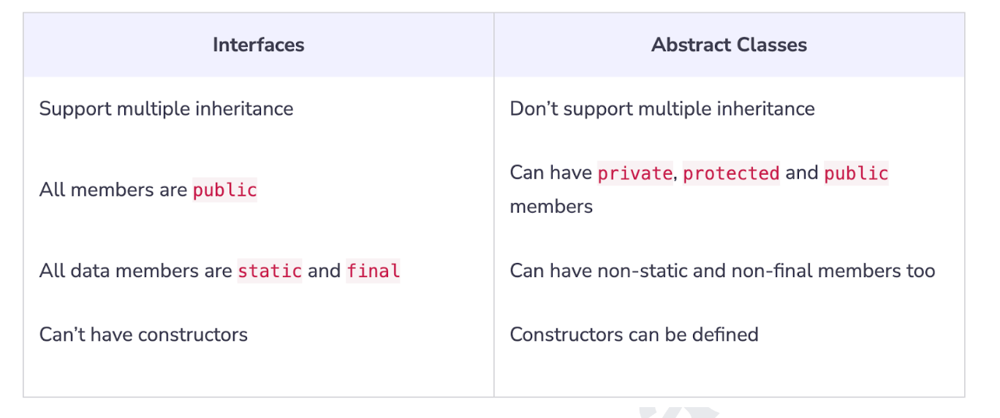 Interfaces
Abstract Classes
Support multiple inheritance
Don’t support multiple inheritance
All members are public
Can have private, protected and public
members
All data members are static and final
Can have non-static and non-final members too
Can’t have constructors
Constructors can be defined